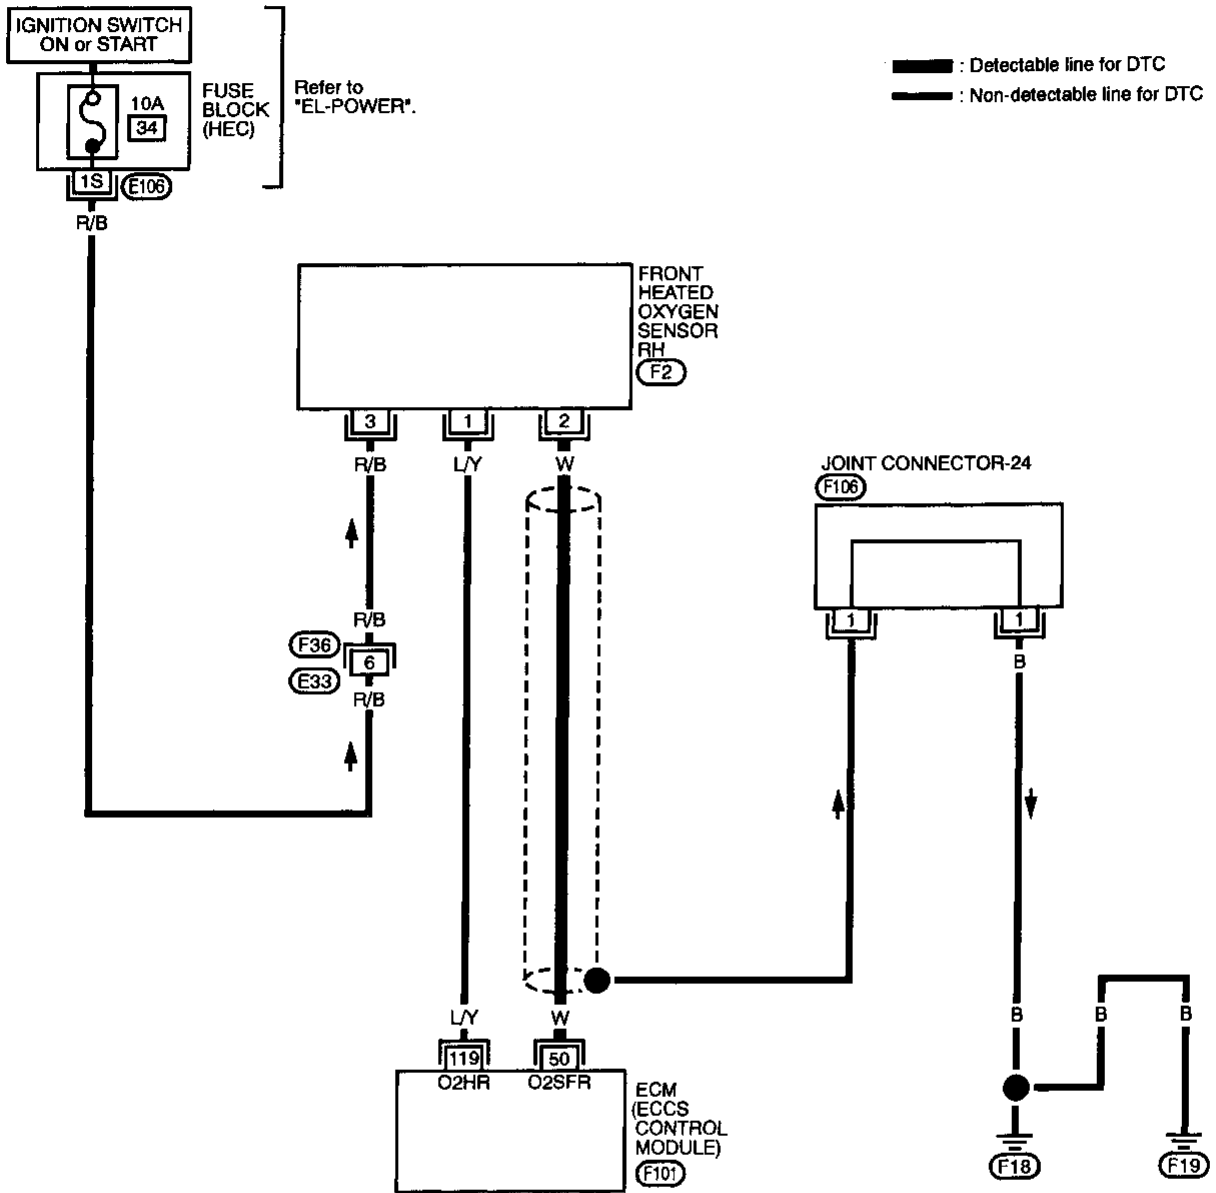 IGNITION SWITCH
ON or START
10A
34
FUSE
BLOCK
(HEC)
Refer to
"EL-POWER".
1S
E106
R/B
: Detectable line for DTC
: Non-detectable line for DTC
FRONT
HEATED
OXYGEN
SENSOR
RH
F2
3
1
2
R/B
L/Y
W
JOINT CONNECTOR-24
F106
1
1
B
R/B
F36
6
E33
R/B
L/Y
W
B
B
B
119
50
O2HR
O2SFR
ECM
(ECCS
CONTROL
MODULE)
F101
F18
F19